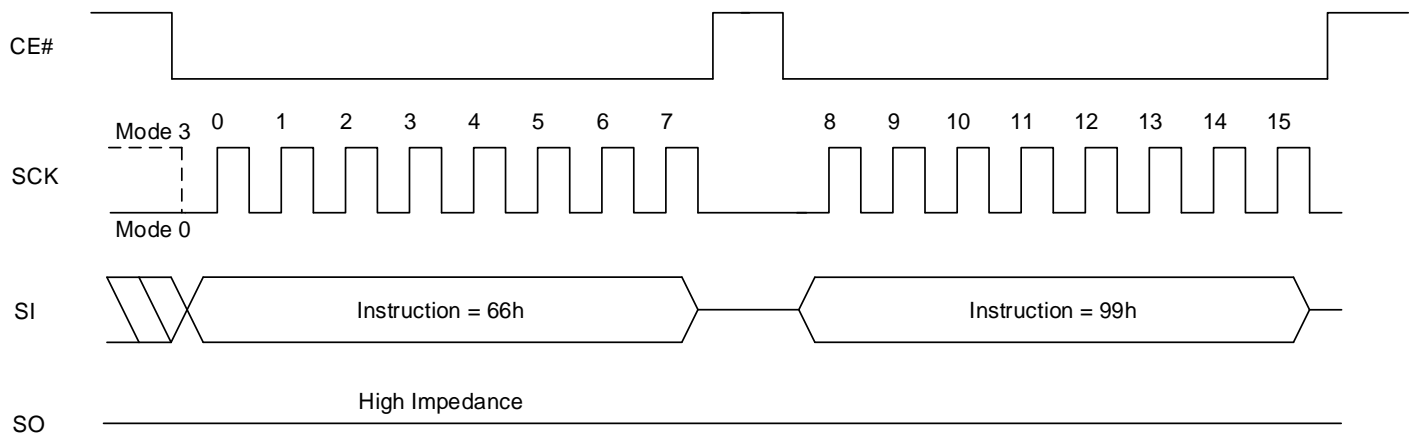 CE#
Mode 3 0 1 2 3 4 5 6 7 8 9 10 11 12 13 14 15
SCK
Mode 0
SI Instruction = 66h Instruction = 99h
High Impedance
SO